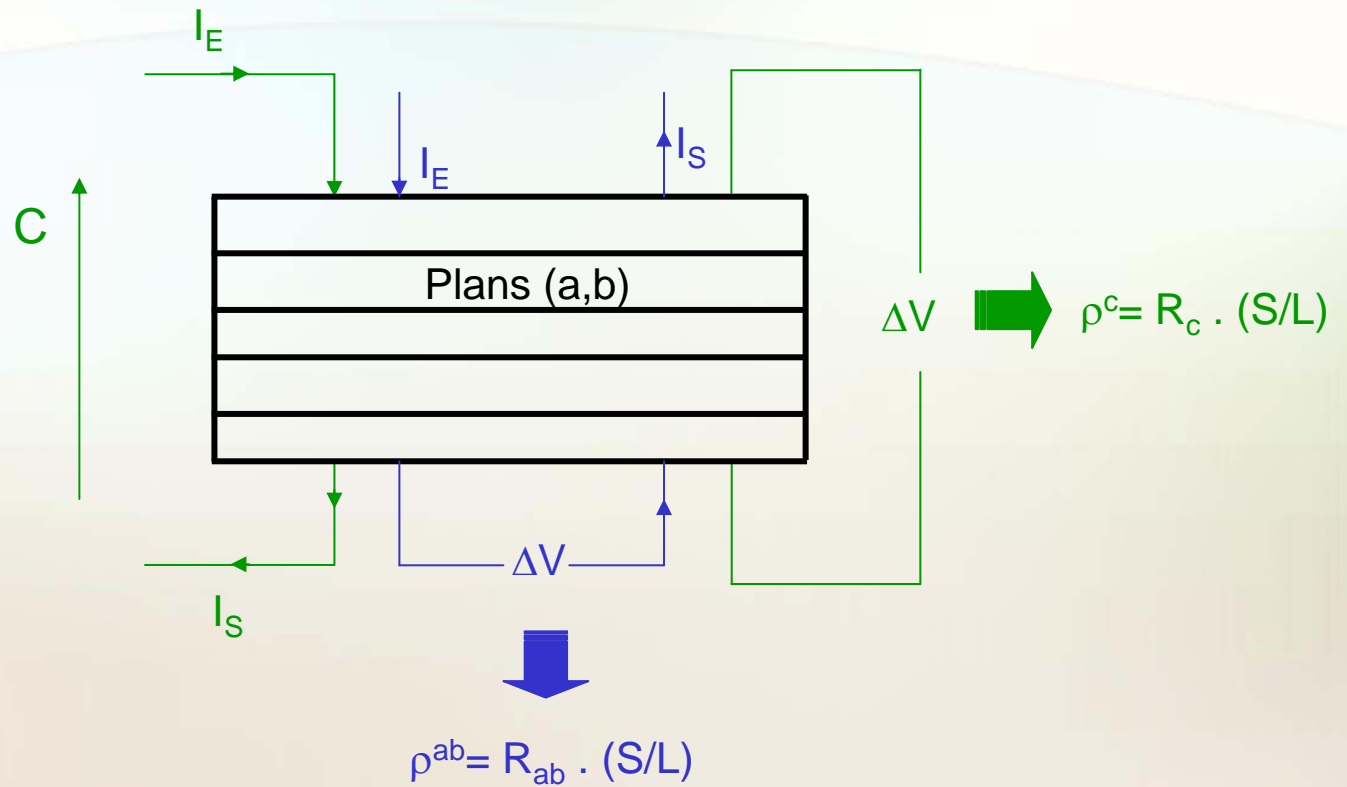 I_E
I_E
I_S
C
Plans (a,b)
ΔV
ρ^c= R_c . (S/L)
ΔV
I_S
ρ^ab= R_ab . (S/L)